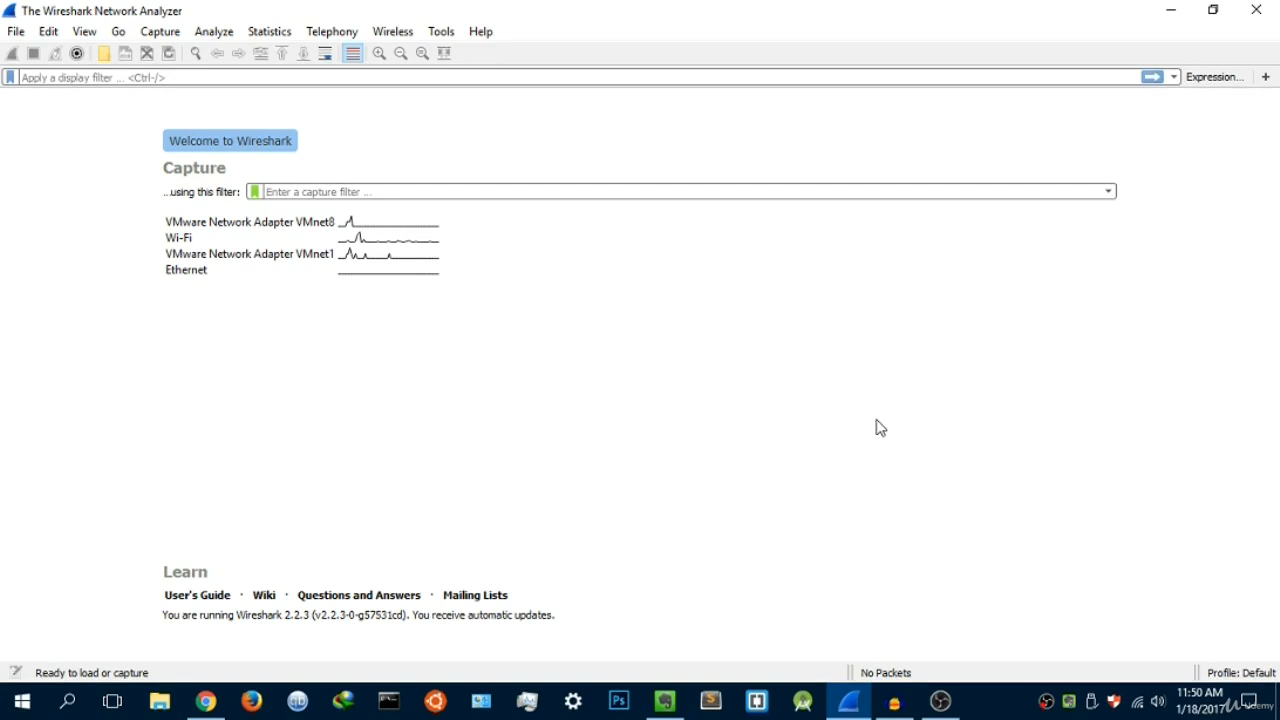 The Wireshark Network Analyzer
File Edit View Go Capture Analyze Statistics Telephony Wireless Tools Help
Apply a display filter ... <Ctrl-/>
Expression... +
Welcome to Wireshark
Capture
...using this filter: Enter a capture filter ...
VMware Network Adapter VMnet8
Wi-Fi
VMware Network Adapter VMnet1
Ethernet
Learn
User's Guide · Wiki · Questions and Answers · Mailing Lists
You are running Wireshark 2.2.3 (v2.2.3-0-g57531cd). You receive automatic updates.
Ready to load or capture No Packets Profile: Default
Ps S
11:50 AM
1/18/2017
Udemy